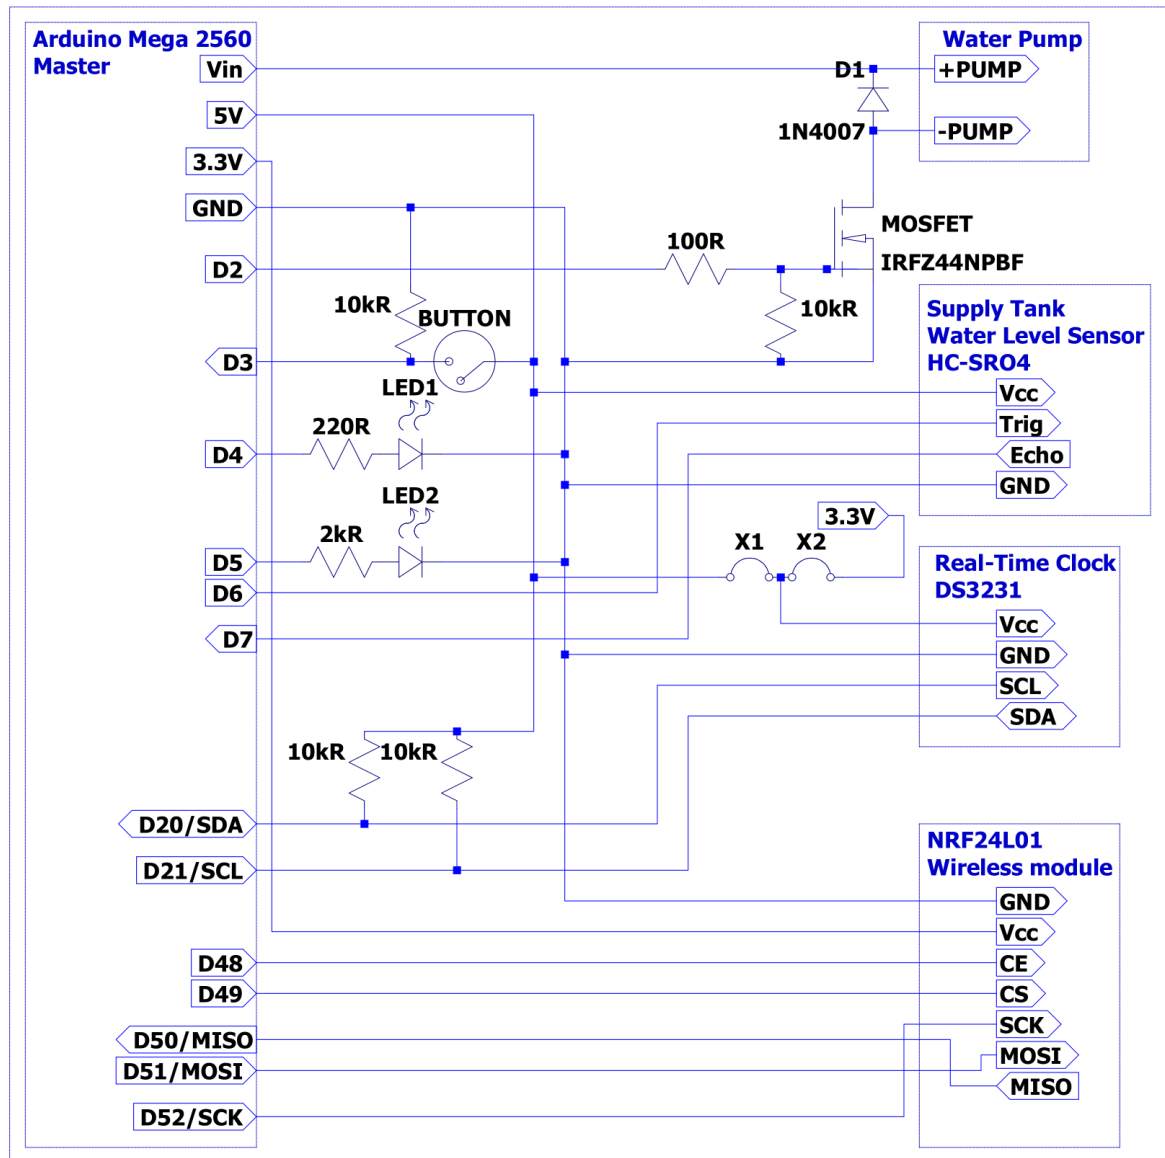 Arduino Mega 2560
Master
Vin
5V
3.3V
GND
D2
D3
D4
D5
D6
D7
D20/SDA
D21/SCL
D48
D49
D50/MISO
D51/MOSI
D52/SCK
10kR
BUTTON
LED1
220R
LED2
2kR
10kR
10kR
100R
10kR
D1
1N4007
MOSFET
IRFZ44NPBF
X1
X2
3.3V
Water Pump
+PUMP
-PUMP
Supply Tank
Water Level Sensor
HC-SRO4
Vcc
Trig
Echo
GND
Real-Time Clock
DS3231
Vcc
GND
SCL
SDA
NRF24L01
Wireless module
GND
Vcc
CE
CS
SCK
MOSI
MISO